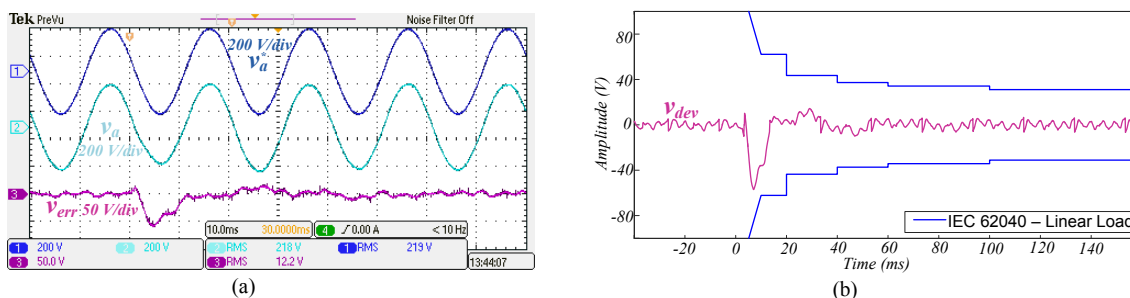 Tek PreVu
Noise Filter Off
200 V/div
v*a
1
va
200 V/div
2
3
verr 50 V/div
10.0ms 30.0000ms
4 ∫ 0.00 A < 10 Hz
1 200 V 2 200 V
3 50.0 V
2 RMS 218 V 1 RMS 219 V
3 RMS 12.2 V
13:44:07
(a)
(b)
Amplitude (V)
80
40
0
-40
-80
vdev
IEC 62040 – Linear Load
-20 0 20 40 60 80 100 120 140
Time (ms)